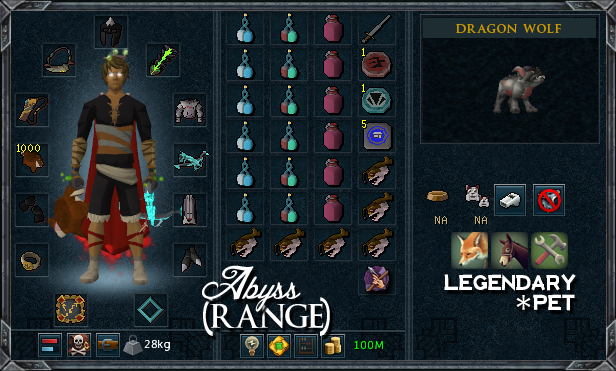 DRAGON WOLF
1
1
1000
5
NA NA
LEGENDARY
*PET
Abyss
(RANGE)
28kg
100M